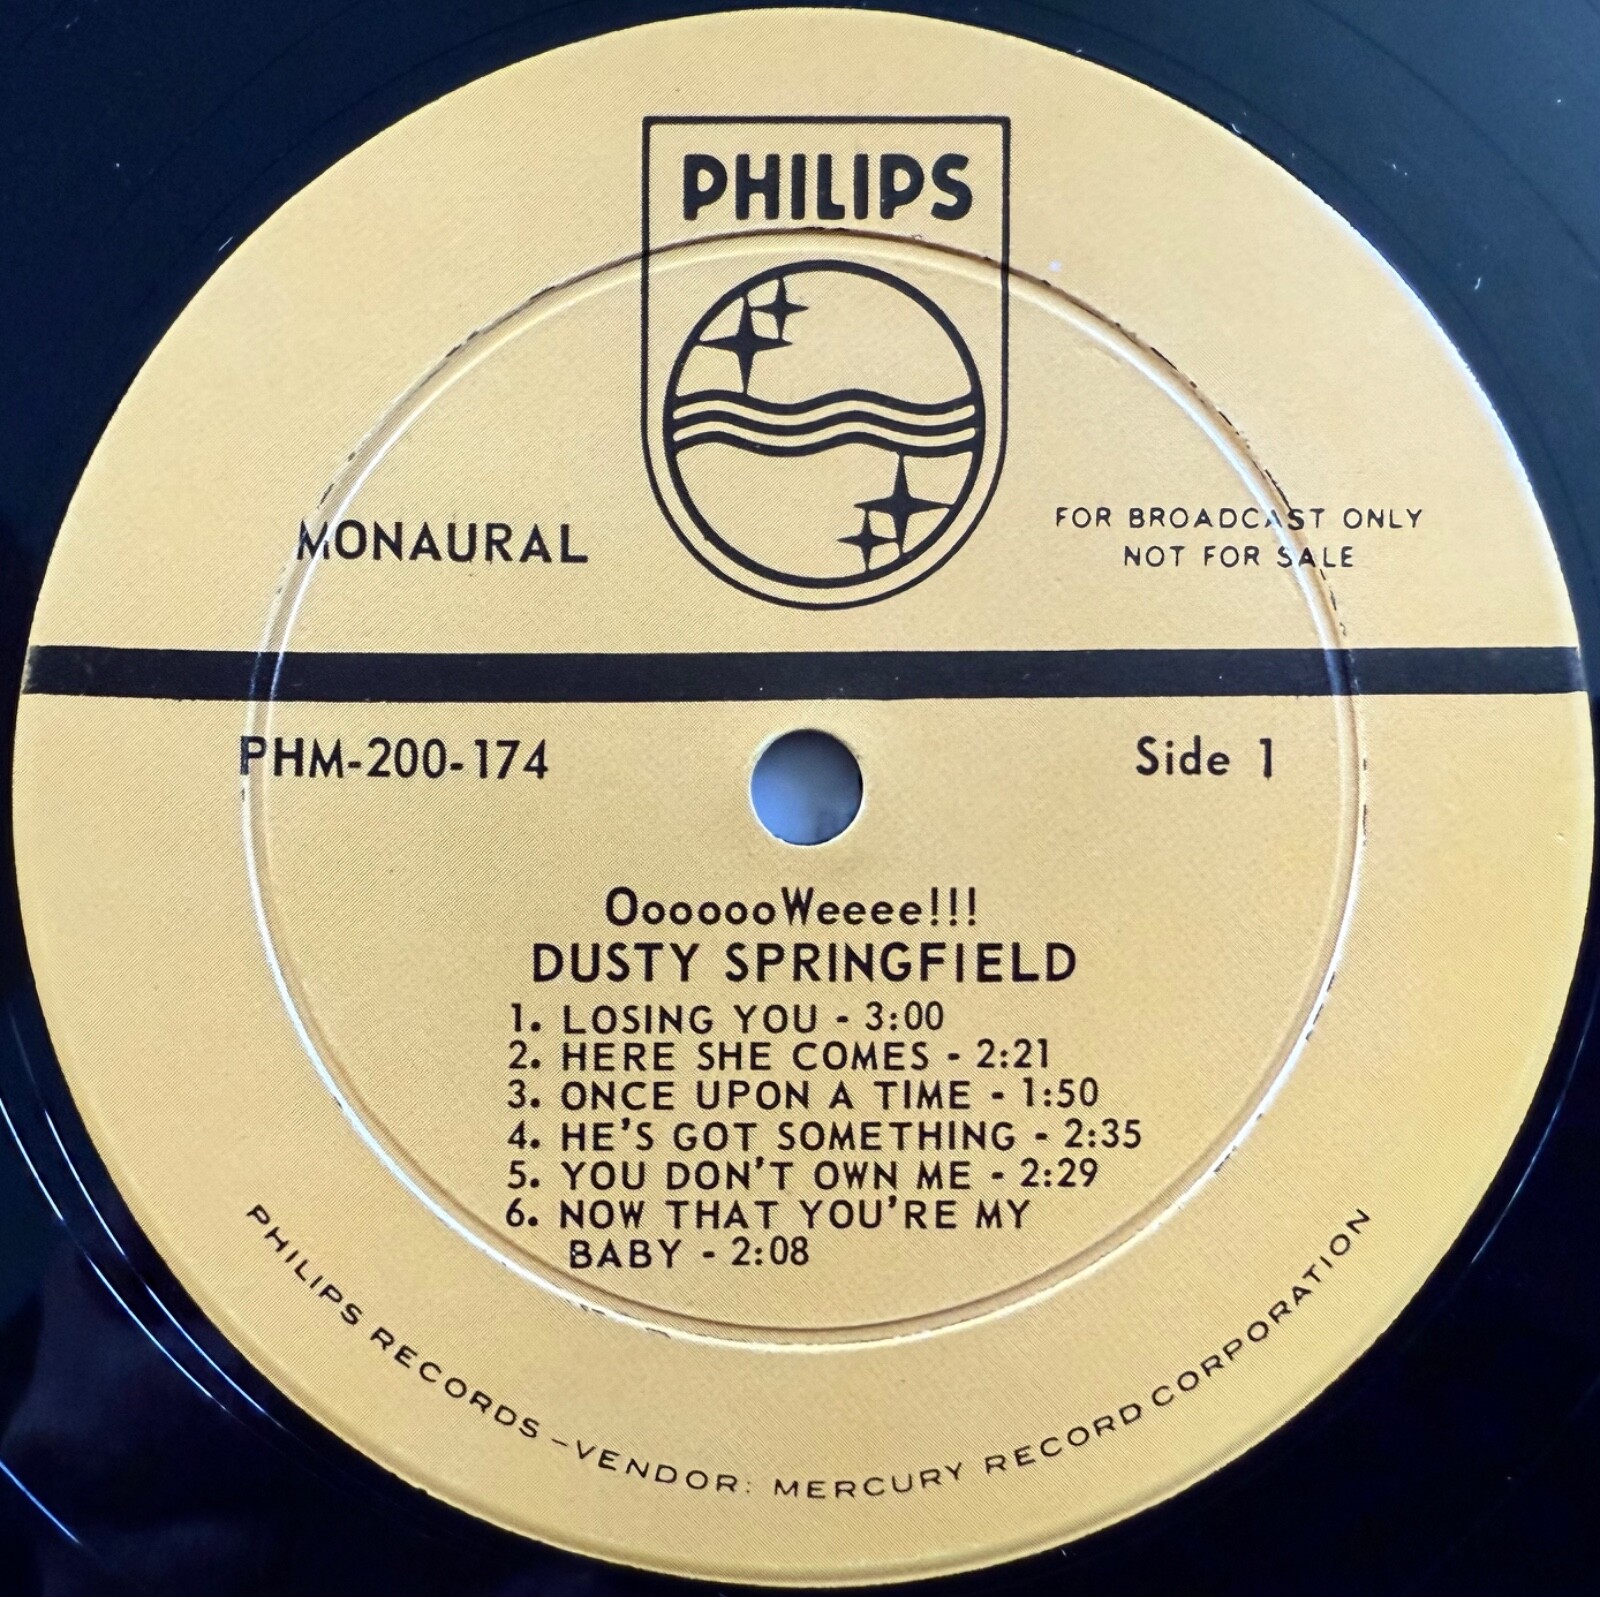 PHILIPS
MONAURAL
FOR BROADCAST ONLY
NOT FOR SALE
PHM-200-174
Side 1
OoooooWeeee!!!
DUSTY SPRINGFIELD
1. LOSING YOU - 3:00
2. HERE SHE COMES - 2:21
3. ONCE UPON A TIME - 1:50
4. HE'S GOT SOMETHING - 2:35
5. YOU DON'T OWN ME - 2:29
6. NOW THAT YOU'RE MY
BABY - 2:08
PHILIPS RECORDS -VENDOR: MERCURY RECORD CORPORATION